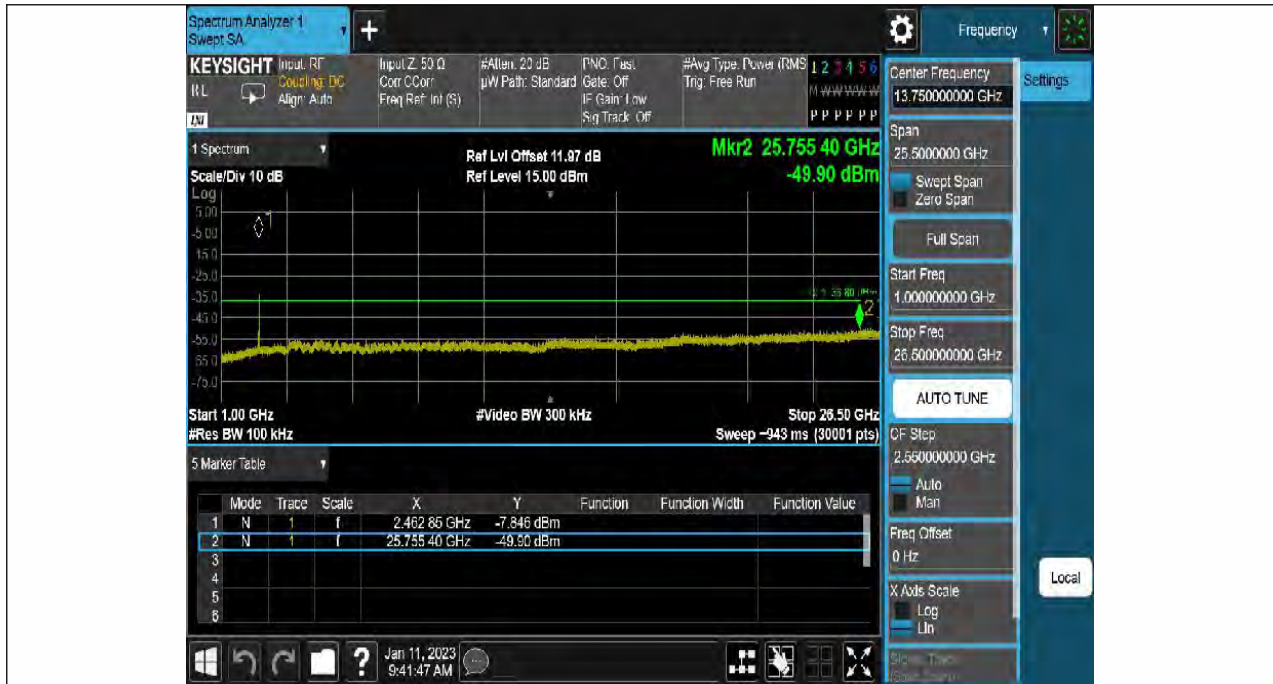 Spectrum Analyzer 1
Swept SA
+
Frequency
KEYSIGHT
RL
Input: RF
Coupling: DC
Align: Auto
Input Z: 50 Ω
Corr CCorr
Freq Ref: Int (S)
#Atten: 20 dB
µW Path: Standard
PNO: Fast
Gate: Off
IF Gain: Low
Sig Track: Off
#Avg Type: Power (RMS
Trig: Free Run
1 2 3 4 5 6
M W W W W W
P P P P P P
1 Spectrum
Scale/Div 10 dB
Ref Lvl Offset 11.97 dB
Ref Level 15.00 dBm
Mkr2 25.755 40 GHz
-49.90 dBm
Log
5.00
-5.00
-15.0
-25.0
-35.0
-45.0
-55.0
-65.0
-75.0
1
2
Start 1.00 GHz
#Res BW 100 kHz
#Video BW 300 kHz
Stop 26.50 GHz
Sweep ~943 ms (30001 pts)
5 Marker Table
Mode Trace Scale X Y Function Function Width Function Value
1 N 1 f 2.462 85 GHz -7.846 dBm
2 N 1 f 25.755 40 GHz -49.90 dBm
3
4
5
6
?
Jan 11, 2023
9:41:47 AM
Center Frequency
13.750000000 GHz
Settings
Span
25.5000000 GHz
Swept Span
Zero Span
Full Span
Start Freq
1.000000000 GHz
Stop Freq
26.500000000 GHz
AUTO TUNE
CF Step
2.550000000 GHz
Auto
Man
Freq Offset
0 Hz
X Axis Scale
Log
Lin
Local